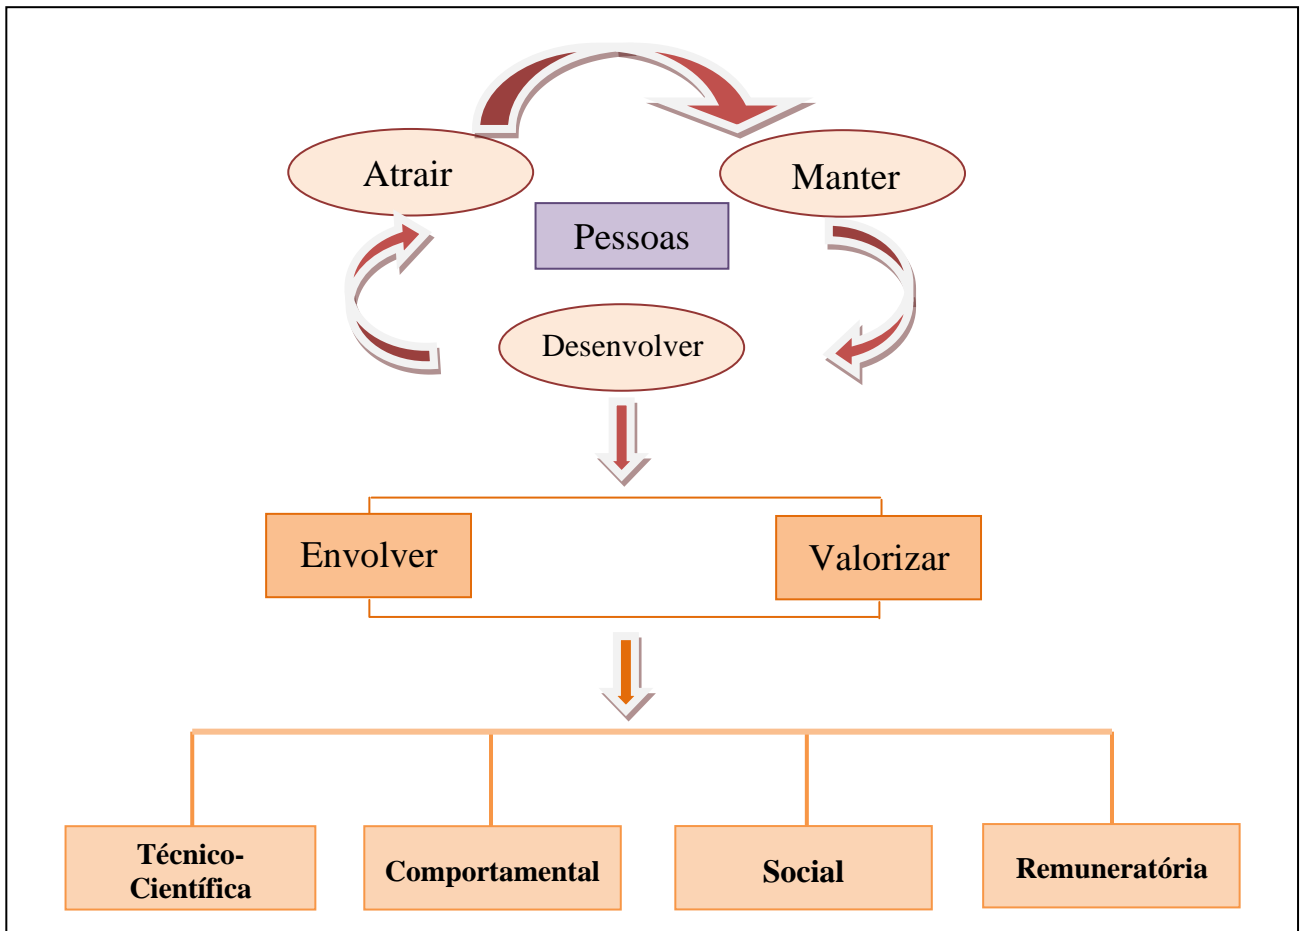 Atrair
Manter
Pessoas
Desenvolver
Envolver
Valorizar
Técnico-
Científica
Comportamental
Social
Remuneratória